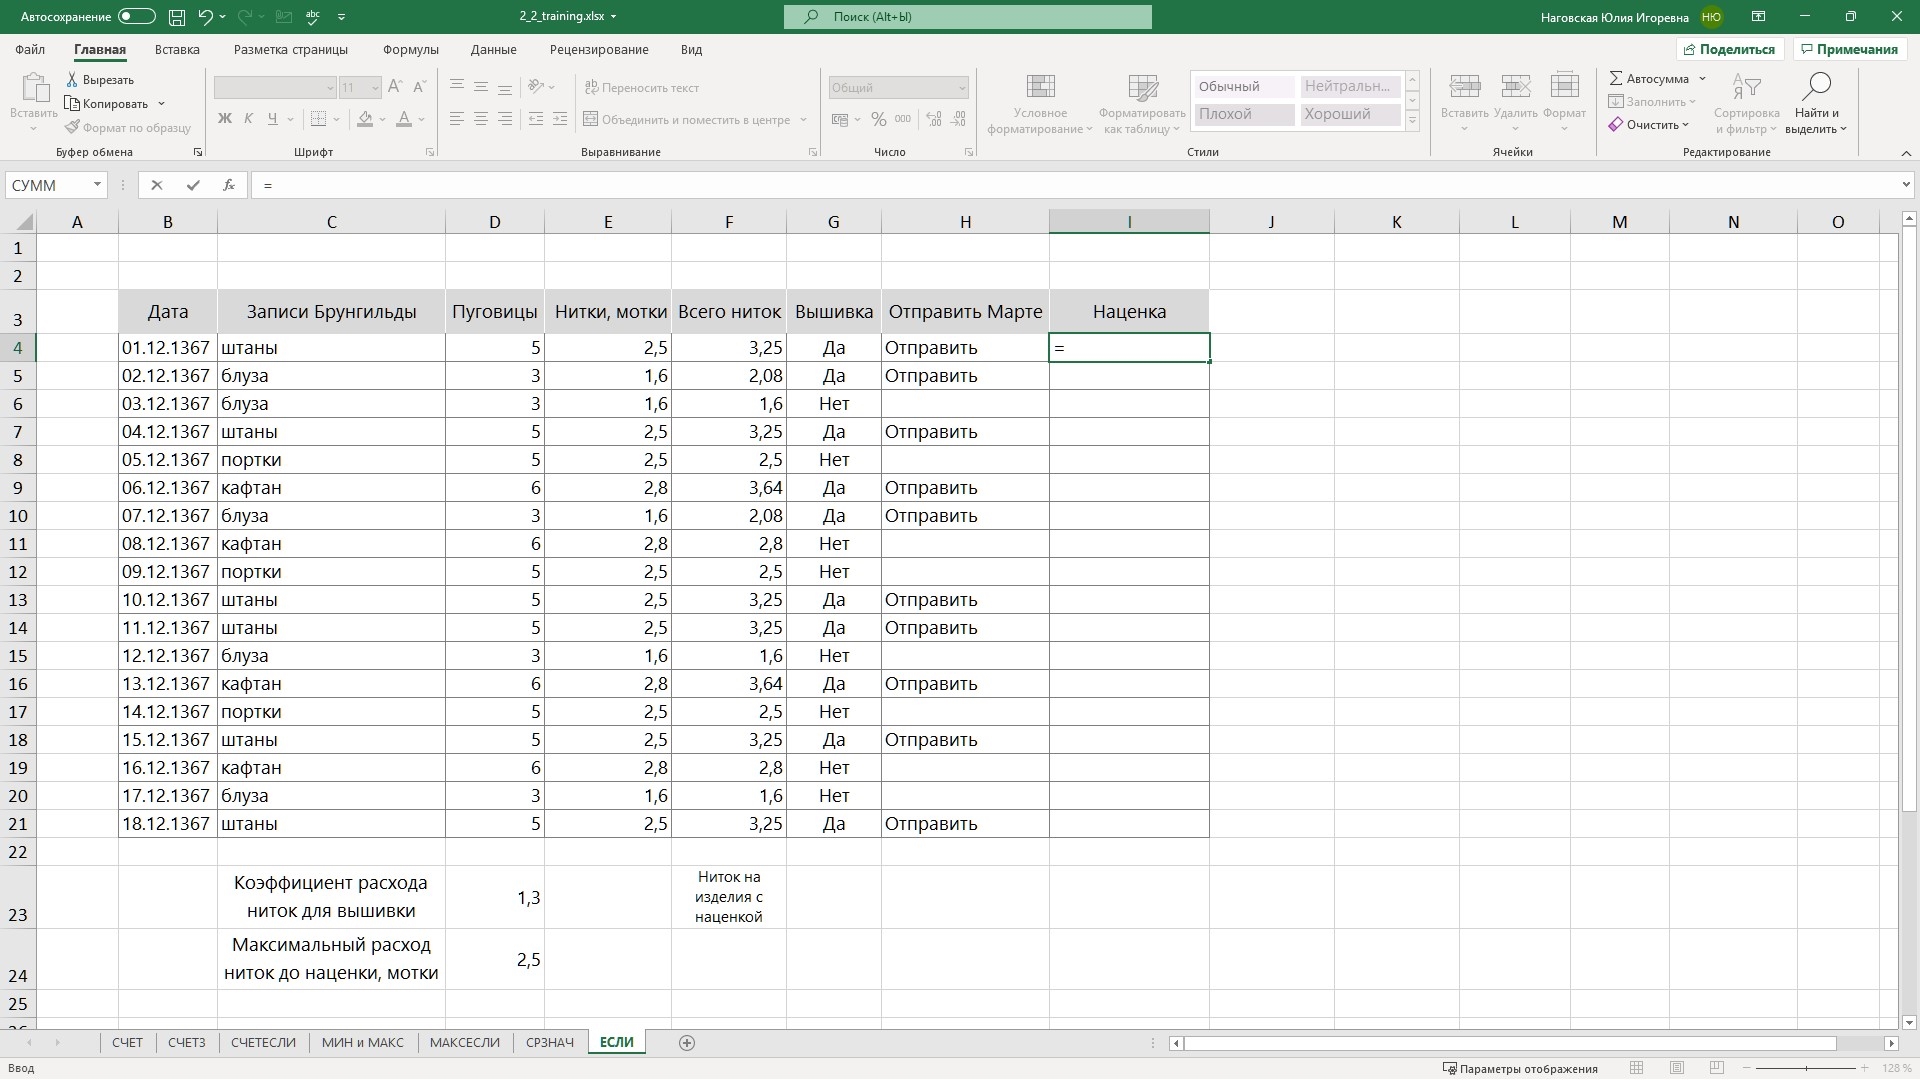 Автосохранение
2_2_training.xlsx
Поиск (Alt+Ы)
Наговская Юлия Игоревна НЮ
Файл Главная Вставка Разметка страницы Формулы Данные Рецензирование Вид Поделиться Примечания
Вставить
Вырезать
Копировать
Формат по образцу
Буфер обмена
11
Ж К Ч
Шрифт
Переносить текст
Объединить и поместить в центре
Выравнивание
Общий
% 000
Число
Условное форматирование
Форматировать как таблицу
Обычный Нейтральн...
Плохой Хороший
Стили
Вставить Удалить Формат
Ячейки
Автосумма
Заполнить
Очистить
Сортировка и фильтр
Найти и выделить
Редактирование
СУММ fx =
A B C D E F G H I J K L M N O
1
2
3 Дата Записи Брунгильды Пуговицы Нитки, мотки Всего ниток Вышивка Отправить Марте Наценка
4 01.12.1367 штаны 5 2,5 3,25 Да Отправить =
5 02.12.1367 блуза 3 1,6 2,08 Да Отправить
6 03.12.1367 блуза 3 1,6 1,6 Нет
7 04.12.1367 штаны 5 2,5 3,25 Да Отправить
8 05.12.1367 портки 5 2,5 2,5 Нет
9 06.12.1367 кафтан 6 2,8 3,64 Да Отправить
10 07.12.1367 блуза 3 1,6 2,08 Да Отправить
11 08.12.1367 кафтан 6 2,8 2,8 Нет
12 09.12.1367 портки 5 2,5 2,5 Нет
13 10.12.1367 штаны 5 2,5 3,25 Да Отправить
14 11.12.1367 штаны 5 2,5 3,25 Да Отправить
15 12.12.1367 блуза 3 1,6 1,6 Нет
16 13.12.1367 кафтан 6 2,8 3,64 Да Отправить
17 14.12.1367 портки 5 2,5 2,5 Нет
18 15.12.1367 штаны 5 2,5 3,25 Да Отправить
19 16.12.1367 кафтан 6 2,8 2,8 Нет
20 17.12.1367 блуза 3 1,6 1,6 Нет
21 18.12.1367 штаны 5 2,5 3,25 Да Отправить
22
23 Коэффициент расхода
ниток для вышивки
1,3
Ниток на
изделия с
наценкой
24 Максимальный расход
ниток до наценки, мотки
2,5
25
СЧЕТ СЧЕТЗ СЧЕТЕСЛИ МИН и МАКС МАКСЕСЛИ СРЗНАЧ ЕСЛИ
Ввод Параметры отображения 128 %